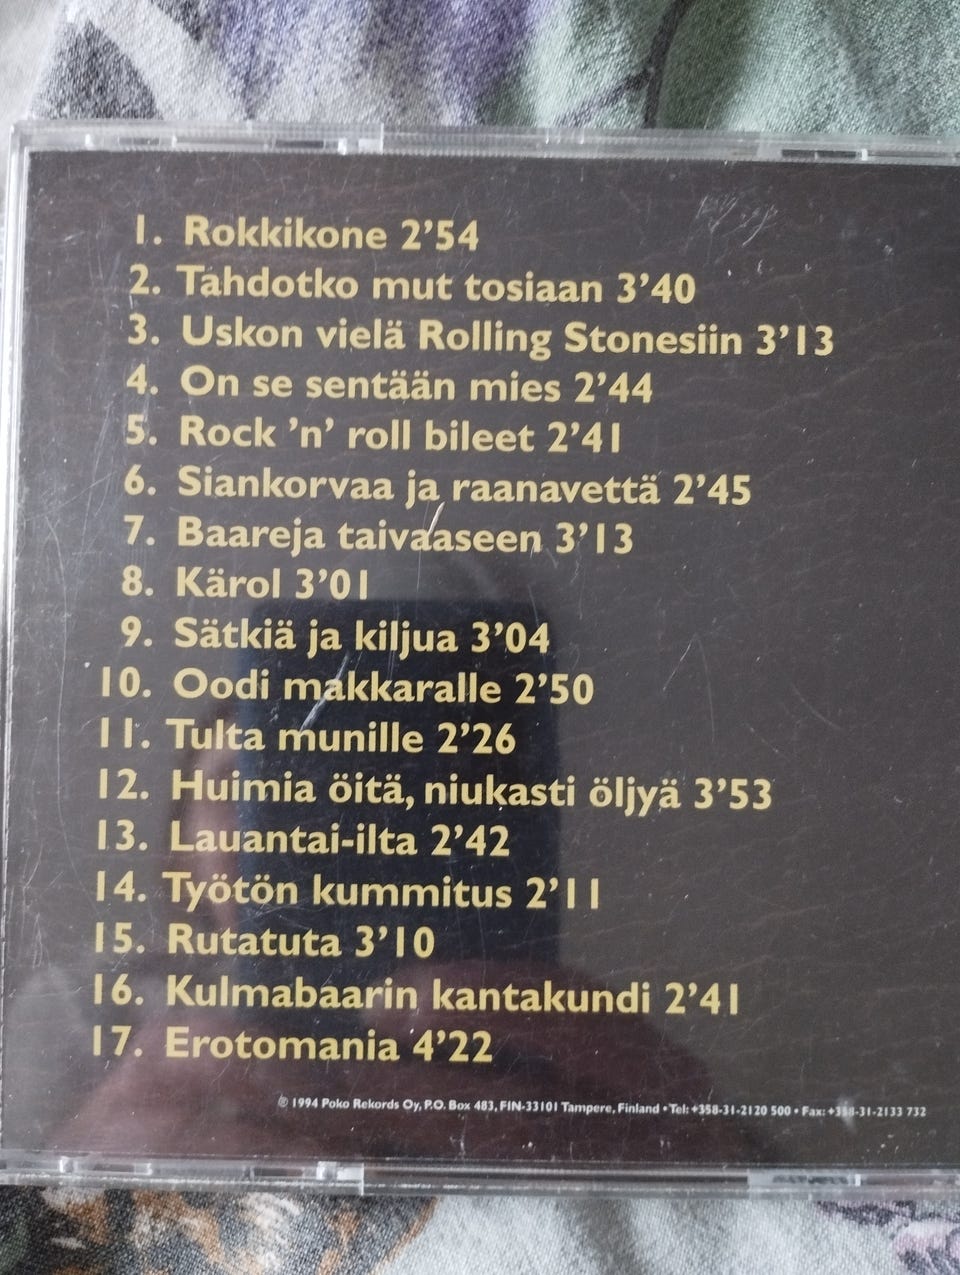 1. Rokkikone 2'54
2. Tahdotko mut tosiaan 3'40
3. Uskon vielä Rolling Stonesiin 3'13
4. On se sentään mies 2'44
5. Rock 'n' roll bileet 2'41
6. Siankorvaa ja raanavettä 2'45
7. Baareja taivaaseen 3'13
8. Kärol 3'01
9. Sätkiä ja kiljua 3'04
10. Oodi makkaralle 2'50
11. Tulta munille 2'26
12. Huimia öitä, niukasti öljyä 3'53
13. Lauantai-ilta 2'42
14. Työtön kummitus 2'11
15. Rutatuta 3'10
16. Kulmabaarin kantakundi 2'41
17. Erotomania 4'22
℗ 1994 Poko Rekords Oy, P.O. Box 483, FIN-33101 Tampere, Finland • Tel: +358-31-2120 500 • Fax: +358-31-2133 732